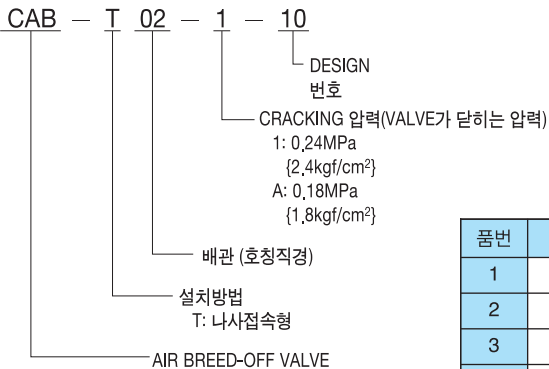 CAB - T 02 - 1 - 10
DESIGN
번호
CRACKING 압력(VALVE가 닫히는 압력)
1: 0.24MPa
{2.4kgf/cm²}
A: 0.18MPa
{1.8kgf/cm²}
배관 (호칭직경)
설치방법
T: 나사접속형
AIR BREED-OFF VALVE
품번
1
2
3